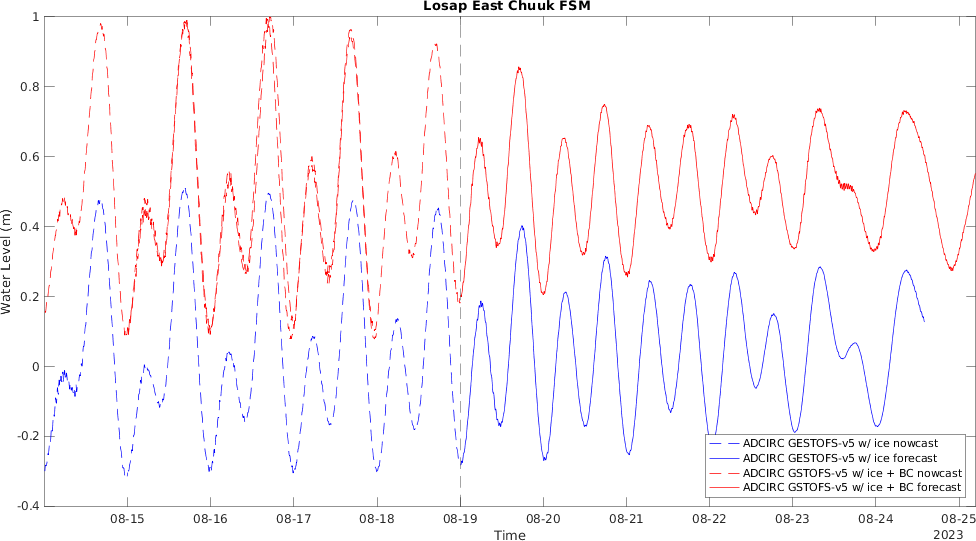 Losap East Chuuk FSM
1
0.8
0.6
0.4
0.2
0
-0.2
-0.4
Water Level (m)
ADCIRC GESTOFS-v5 w/ ice nowcast
ADCIRC GESTOFS-v5 w/ ice forecast
ADCIRC GSTOFS-v5 w/ ice + BC nowcast
ADCIRC GSTOFS-v5 w/ ice + BC forecast
08-15 08-16 08-17 08-18 08-19 08-20 08-21 08-22 08-23 08-24 08-25
Time
2023